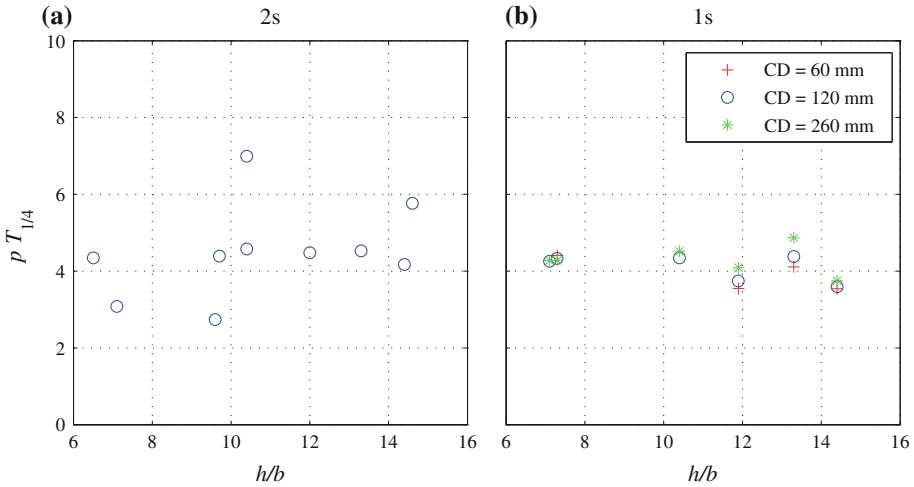 (a) 2s
10
8
6
4
2
0
p T1/4
6 8 10 12 14 16
h/b
(b) 1s
CD = 60 mm
CD = 120 mm
CD = 260 mm
6 8 10 12 14 16
h/b